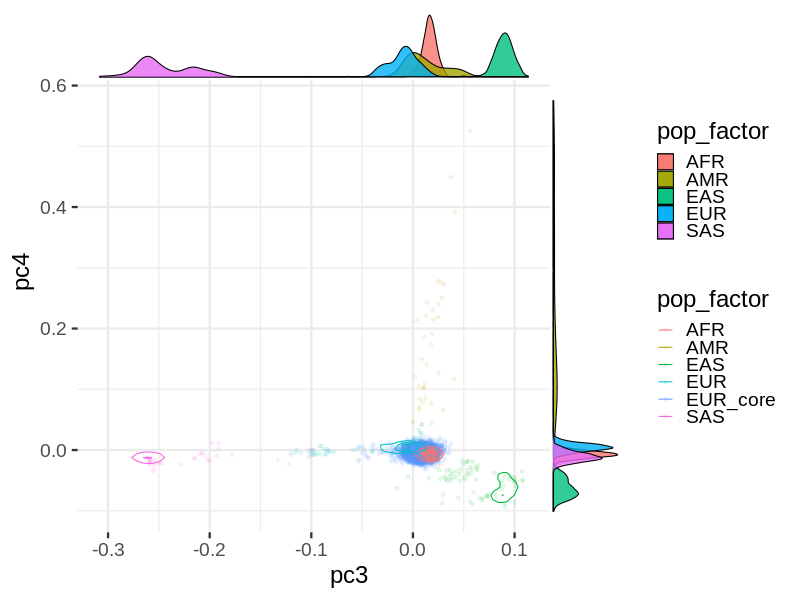 0.6
0.4
0.2
0.0
pc4
-0.3
-0.2
-0.1
0.0
0.1
pc3
pop_factor
AFR
AMR
EAS
EUR
SAS
pop_factor
AFR
AMR
EAS
EUR
EUR_core
SAS